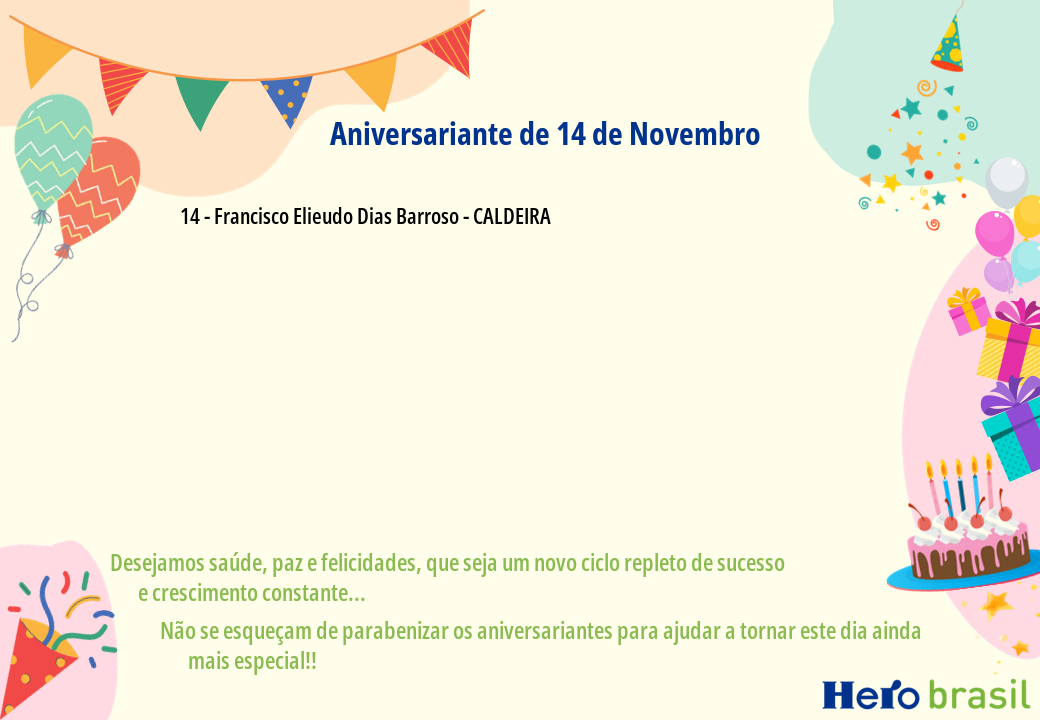 Aniversariante de 14 de Novembro
14 - Francisco Elieudo Dias Barroso - CALDEIRA
Desejamos saúde, paz e felicidades, que seja um novo ciclo repleto de sucesso
e crescimento constante...
Não se esqueçam de parabenizar os aniversariantes para ajudar a tornar este dia ainda
mais especial!!
Hero brasil